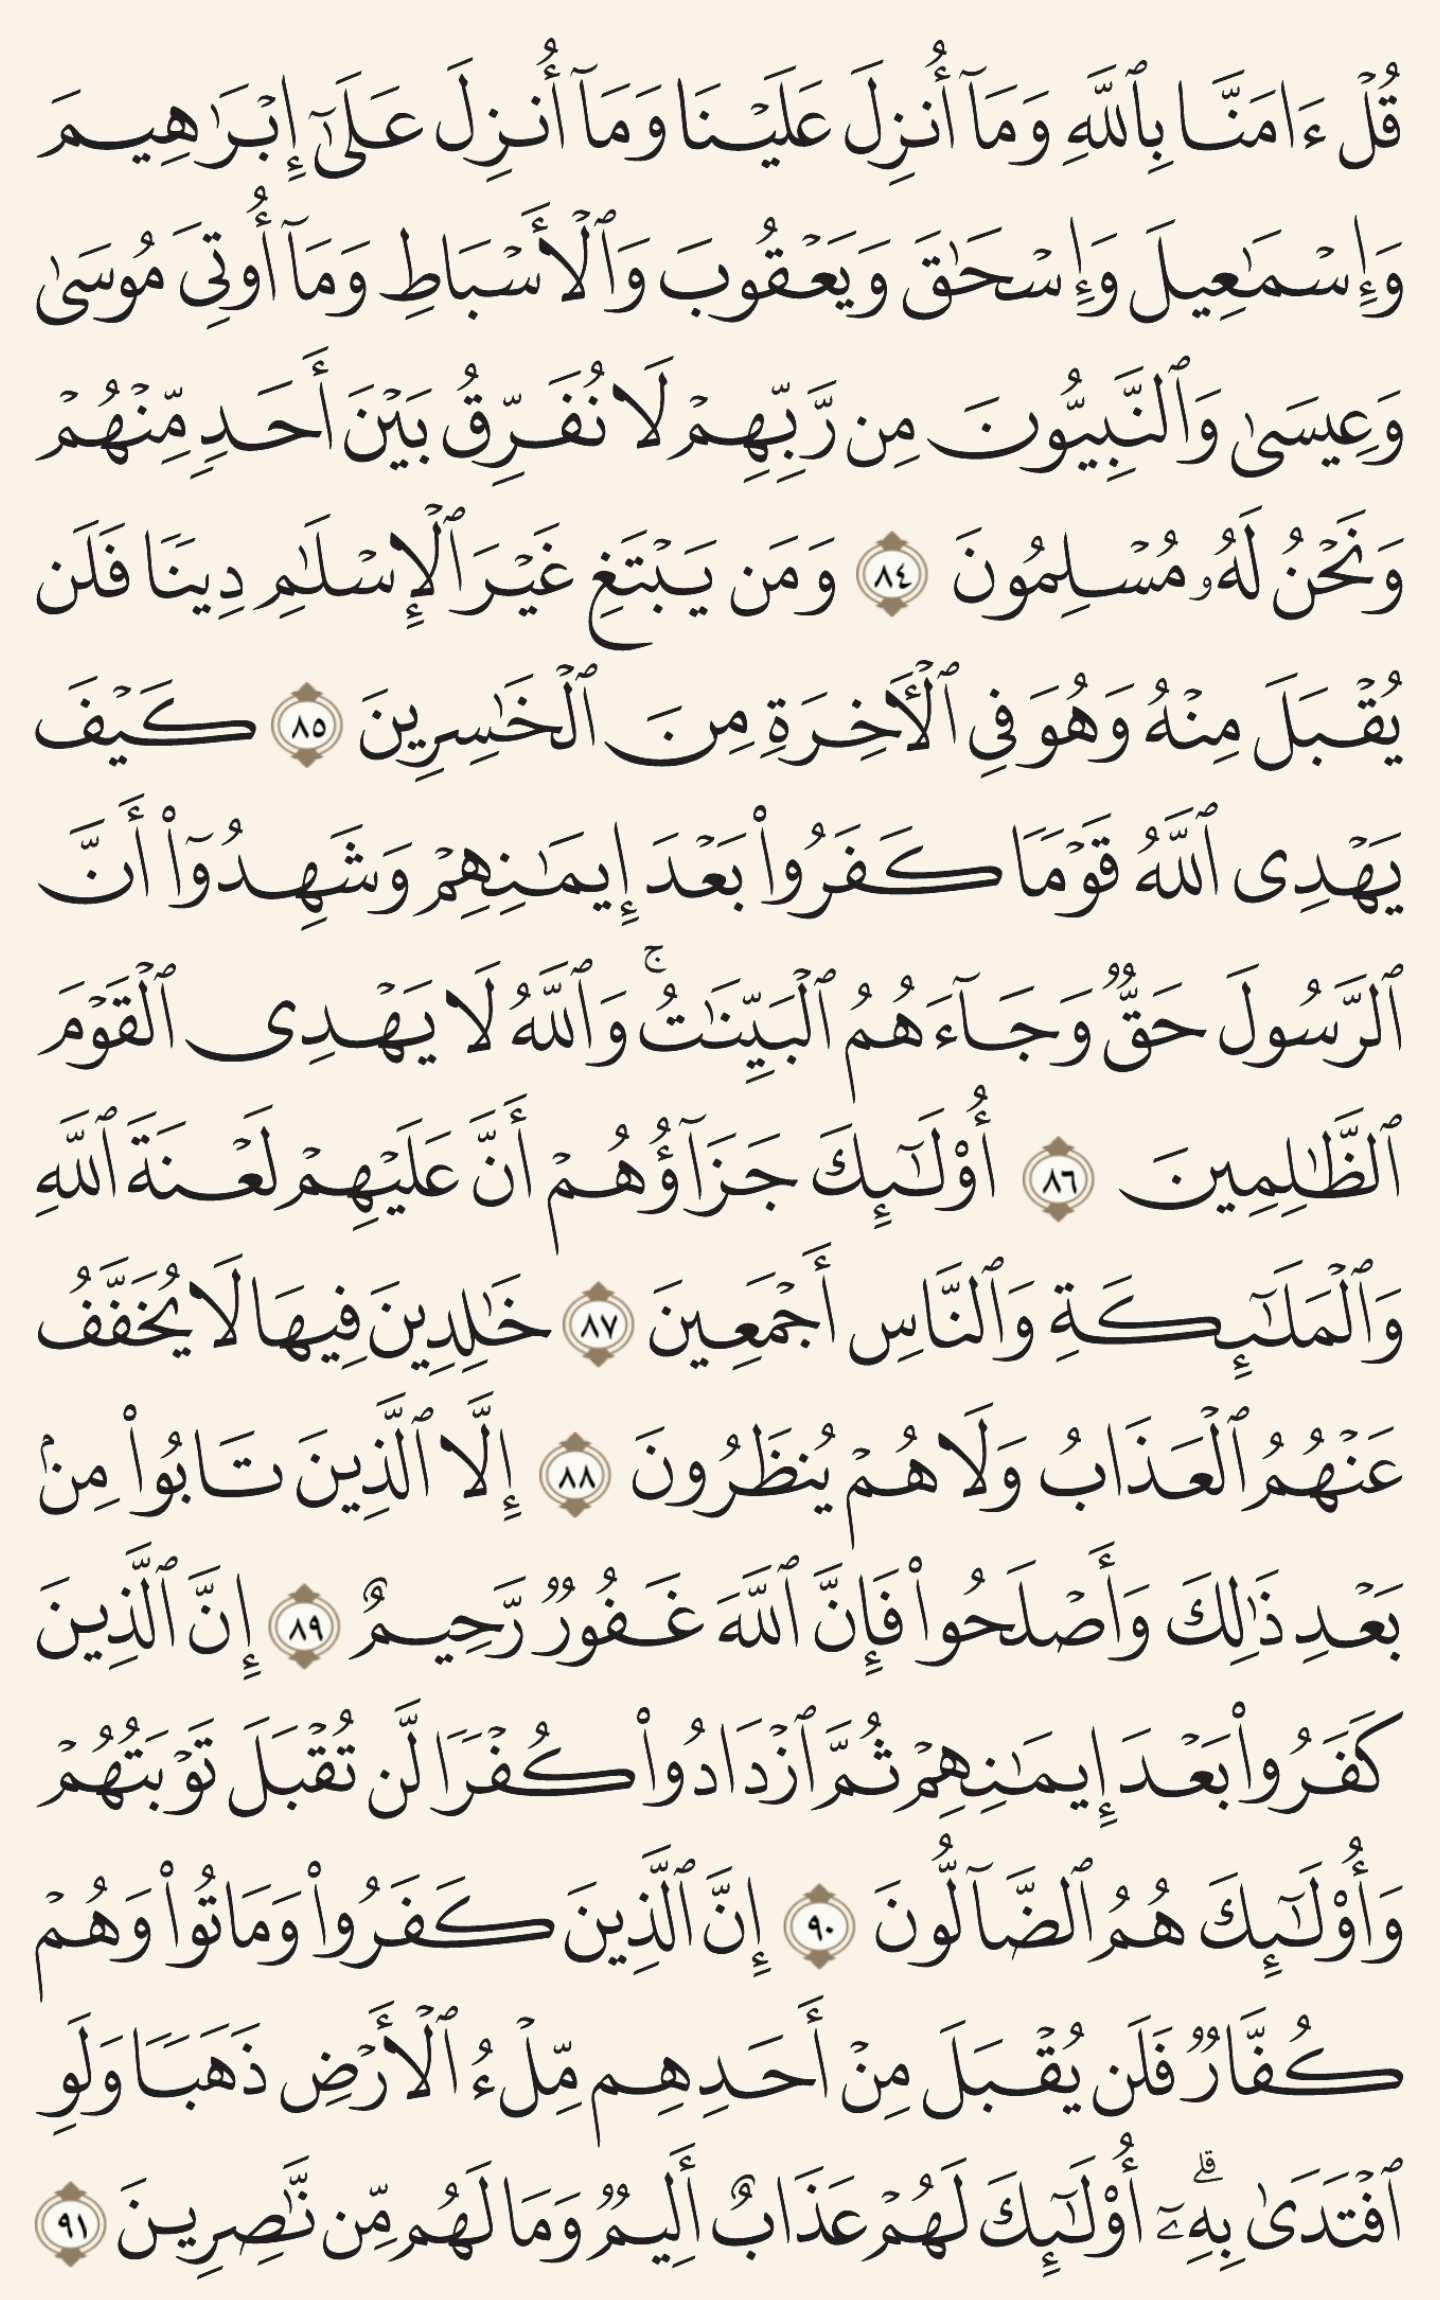 قُلۡ ءَامَنَّا بِٱللَّهِ وَمَآ أُنزِلَ عَلَيۡنَا وَمَآ أُنزِلَ عَلَىٰٓ إِبۡرَٰهِيمَ
وَإِسۡمَٰعِيلَ وَإِسۡحَٰقَ وَيَعۡقُوبَ وَٱلۡأَسۡبَاطِ وَمَآ أُوتِيَ مُوسَىٰ
وَعِيسَىٰ وَٱلنَّبِيُّونَ مِن رَّبِّهِمۡ لَا نُفَرِّقُ بَيۡنَ أَحَدٖ مِّنۡهُمۡ
وَنَحۡنُ لَهُۥ مُسۡلِمُونَ ٨٤ وَمَن يَبۡتَغِ غَيۡرَ ٱلۡإِسۡلَٰمِ دِينٗا فَلَن
يُقۡبَلَ مِنۡهُ وَهُوَ فِي ٱلۡأٓخِرَةِ مِنَ ٱلۡخَٰسِرِينَ ٨٥ كَيۡفَ
يَهۡدِي ٱللَّهُ قَوۡمٗا كَفَرُواْ بَعۡدَ إِيمَٰنِهِمۡ وَشَهِدُوٓاْ أَنَّ
ٱلرَّسُولَ حَقّٞ وَجَآءَهُمُ ٱلۡبَيِّنَٰتُۚ وَٱللَّهُ لَا يَهۡدِي ٱلۡقَوۡمَ
ٱلظَّٰلِمِينَ ٨٦ أُوْلَٰٓئِكَ جَزَآؤُهُمۡ أَنَّ عَلَيۡهِمۡ لَعۡنَةَ ٱللَّهِ
وَٱلۡمَلَٰٓئِكَةِ وَٱلنَّاسِ أَجۡمَعِينَ ٨٧ خَٰلِدِينَ فِيهَا لَا يُخَفَّفُ
عَنۡهُمُ ٱلۡعَذَابُ وَلَا هُمۡ يُنظَرُونَ ٨٨ إِلَّا ٱلَّذِينَ تَابُواْ مِنۢ
بَعۡدِ ذَٰلِكَ وَأَصۡلَحُواْ فَإِنَّ ٱللَّهَ غَفُورٞ رَّحِيمٌ ٨٩ إِنَّ ٱلَّذِينَ
كَفَرُواْ بَعۡدَ إِيمَٰنِهِمۡ ثُمَّ ٱزۡدَادُواْ كُفۡرٗا لَّن تُقۡبَلَ تَوۡبَتُهُمۡ
وَأُوْلَٰٓئِكَ هُمُ ٱلضَّآلُّونَ ٩٠ إِنَّ ٱلَّذِينَ كَفَرُواْ وَمَاتُواْ وَهُمۡ
كُفَّارٞ فَلَن يُقۡبَلَ مِنۡ أَحَدِهِم مِّلۡءُ ٱلۡأَرۡضِ ذَهَبٗا وَلَوِ
ٱفۡتَدَىٰ بِهِۦٓۗ أُوْلَٰٓئِكَ لَهُمۡ عَذَابٌ أَلِيمٞ وَمَا لَهُم مِّن نَّٰصِرِينَ ٩١